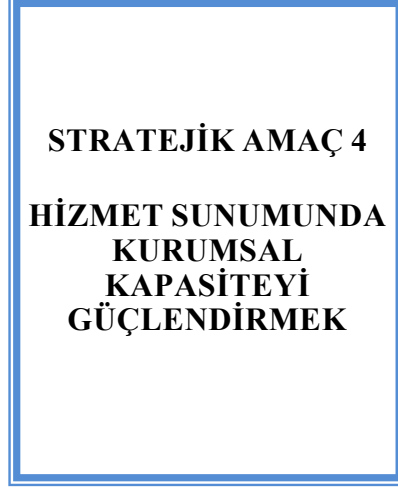 STRATEJİK AMAÇ 4
HİZMET SUNUMUNDA
KURUMSAL
KAPASİTEYİ
GÜÇLENDİRMEK